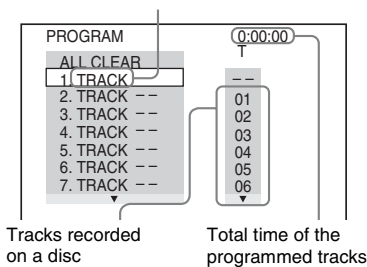 PROGRAM 0:00:00
T
ALL CLEAR
1. TRACK – –
2. TRACK – – 01
3. TRACK – – 02
4. TRACK – – 03
5. TRACK – – 04
6. TRACK – – 05
7. TRACK – – 06
Tracks recorded on a disc
Total time of the programmed tracks